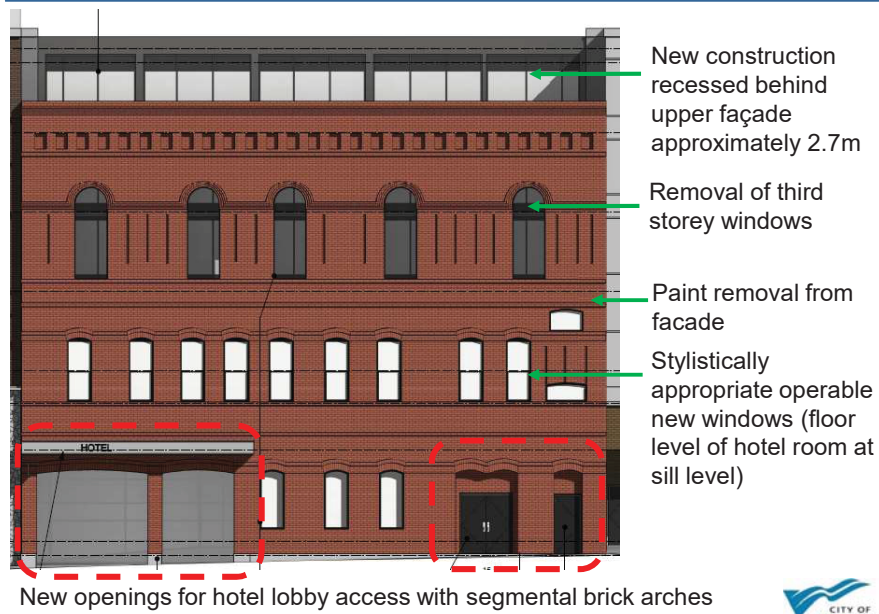 New construction
recessed behind
upper façade
approximately 2.7m
Removal of third
storey windows
Paint removal from
facade
Stylistically
appropriate operable
new windows (floor
level of hotel room at
sill level)
HOTEL
New openings for hotel lobby access with segmental brick arches
CITY OF